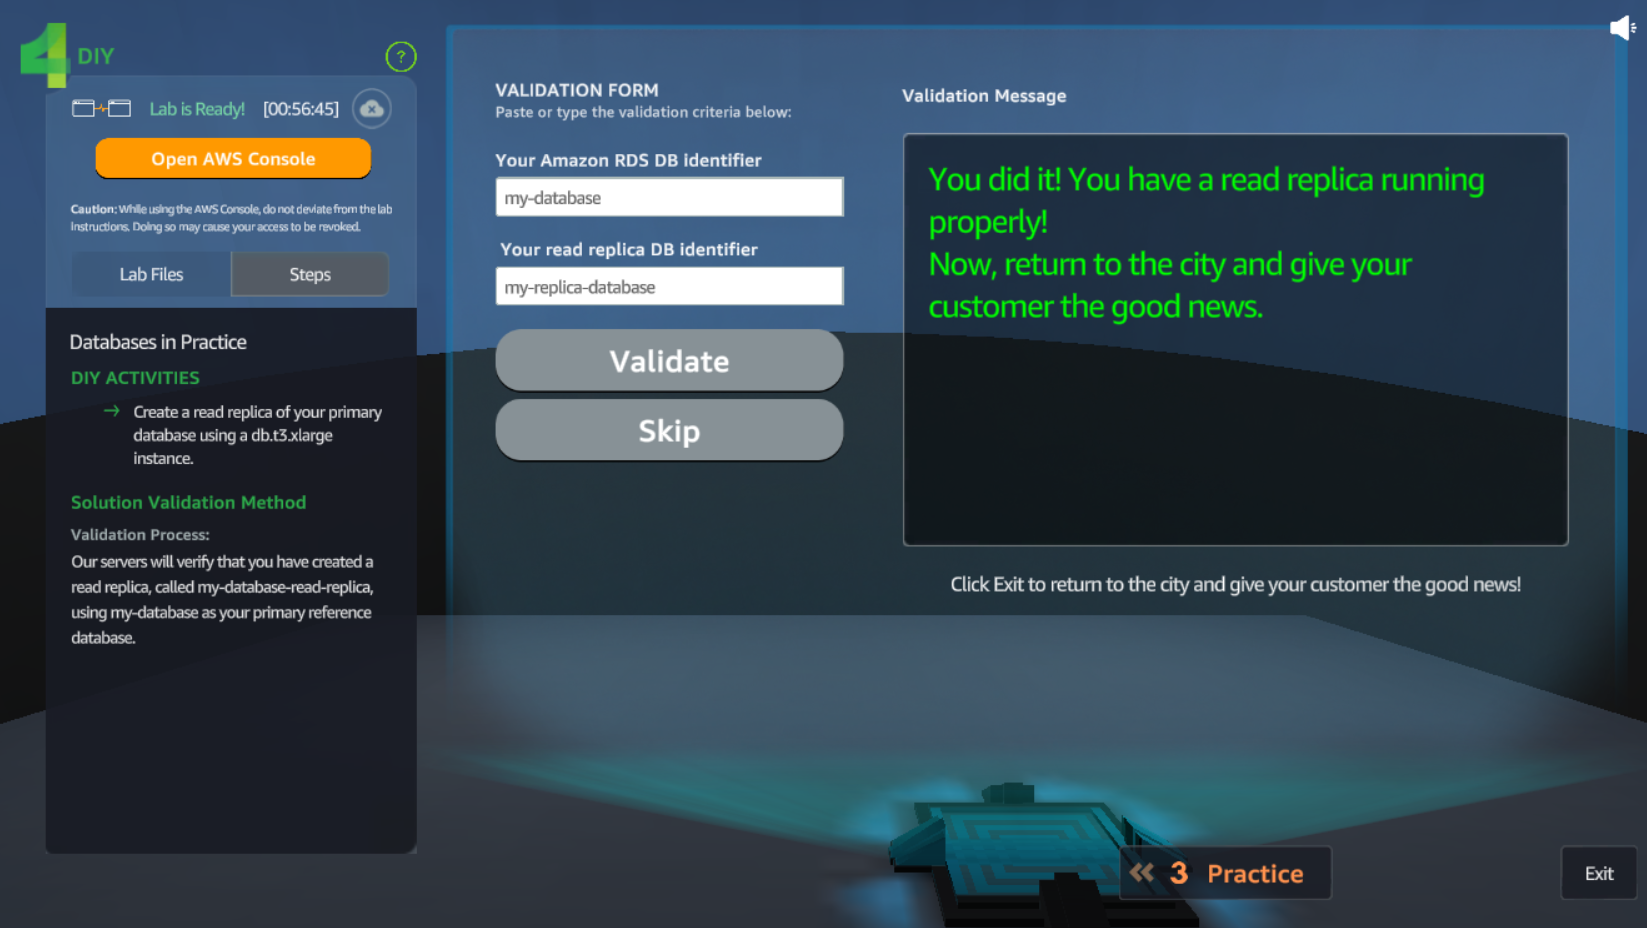 4 DIY
?
Lab is Ready! [00:56:45]
Open AWS Console
Caution: While using the AWS Console, do not deviate from the lab
instructions. Doing so may cause your access to be revoked.
Lab Files
Steps
Databases in Practice
DIY ACTIVITIES
→ Create a read replica of your primary
database using a db.t3.xlarge
instance.
Solution Validation Method
Validation Process:
Our servers will verify that you have created a
read replica, called my-database-read-replica,
using my-database as your primary reference
database.
VALIDATION FORM
Paste or type the validation criteria below:
Your Amazon RDS DB identifier
my-database
Your read replica DB identifier
my-replica-database
Validate
Skip
Validation Message
You did it! You have a read replica running
properly!
Now, return to the city and give your
customer the good news.
Click Exit to return to the city and give your customer the good news!
3 Practice
Exit